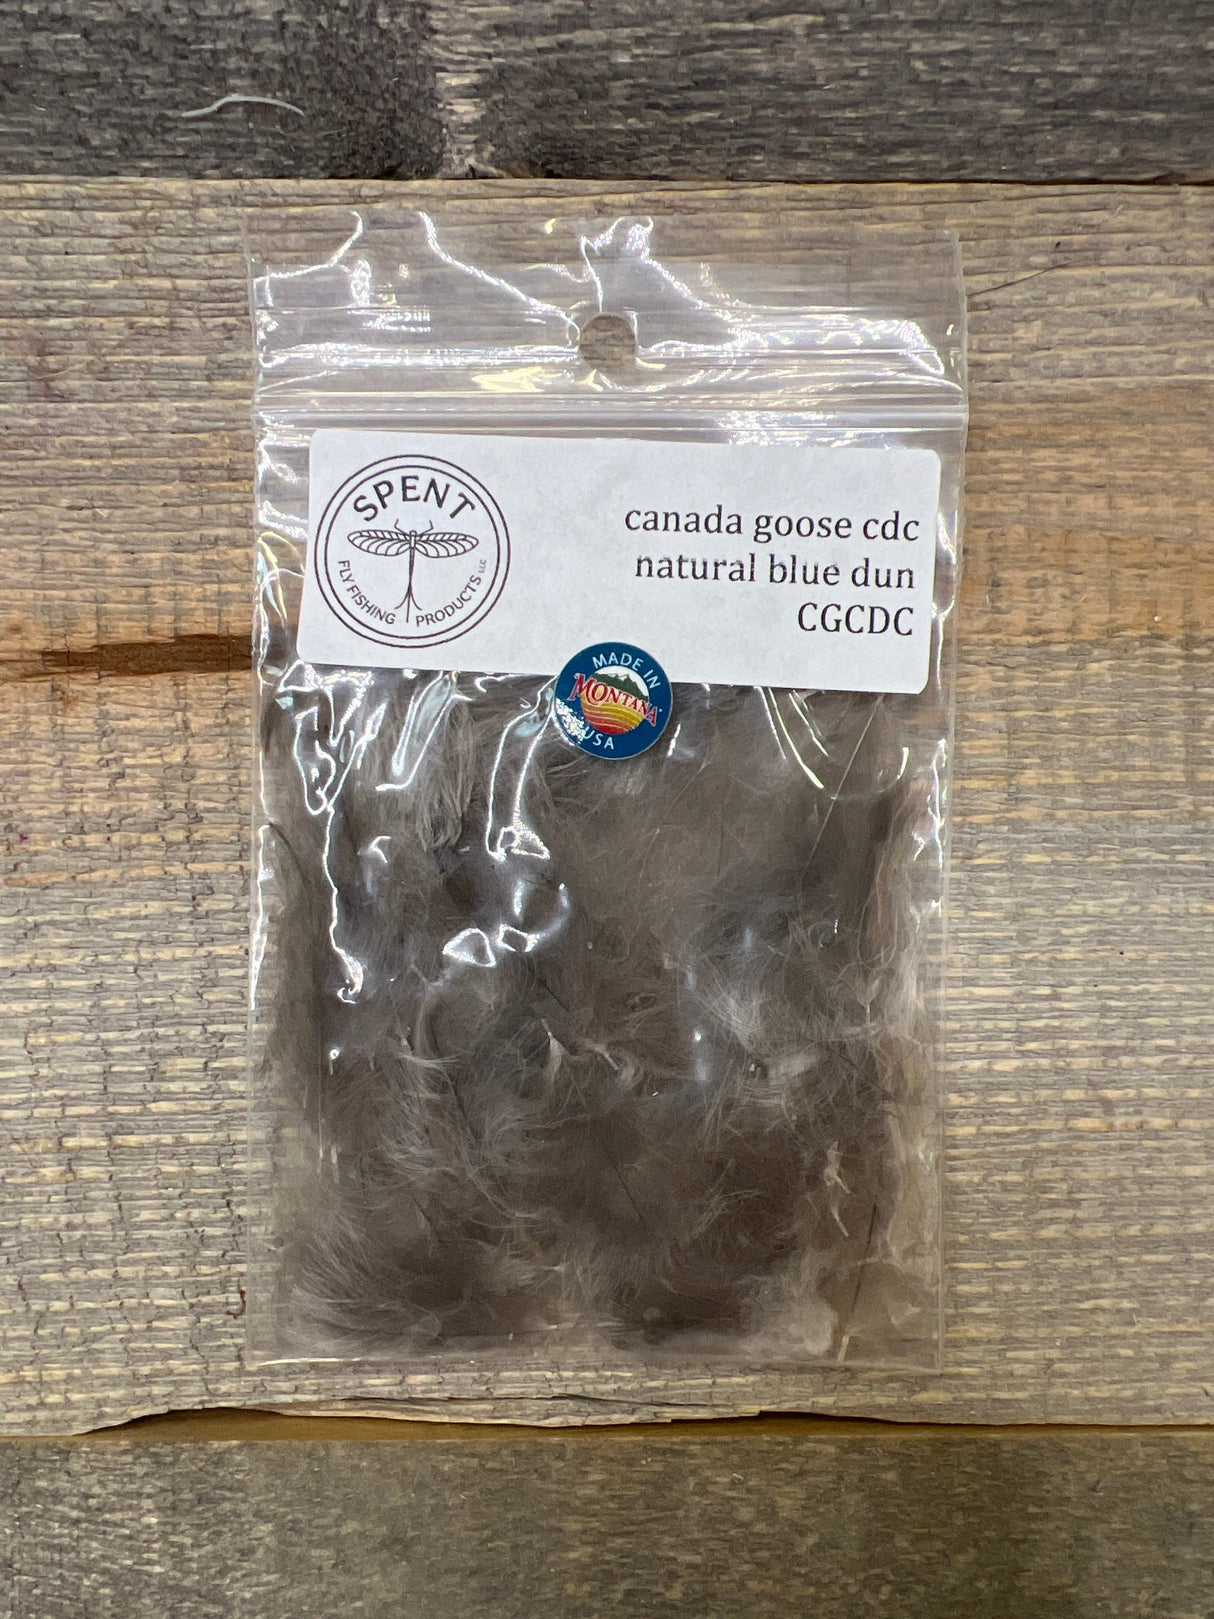 SPENT
FLY FISHING PRODUCTS LLC
canada goose cdc
natural blue dun
CGCDC
MADE IN
MONTANA
USA